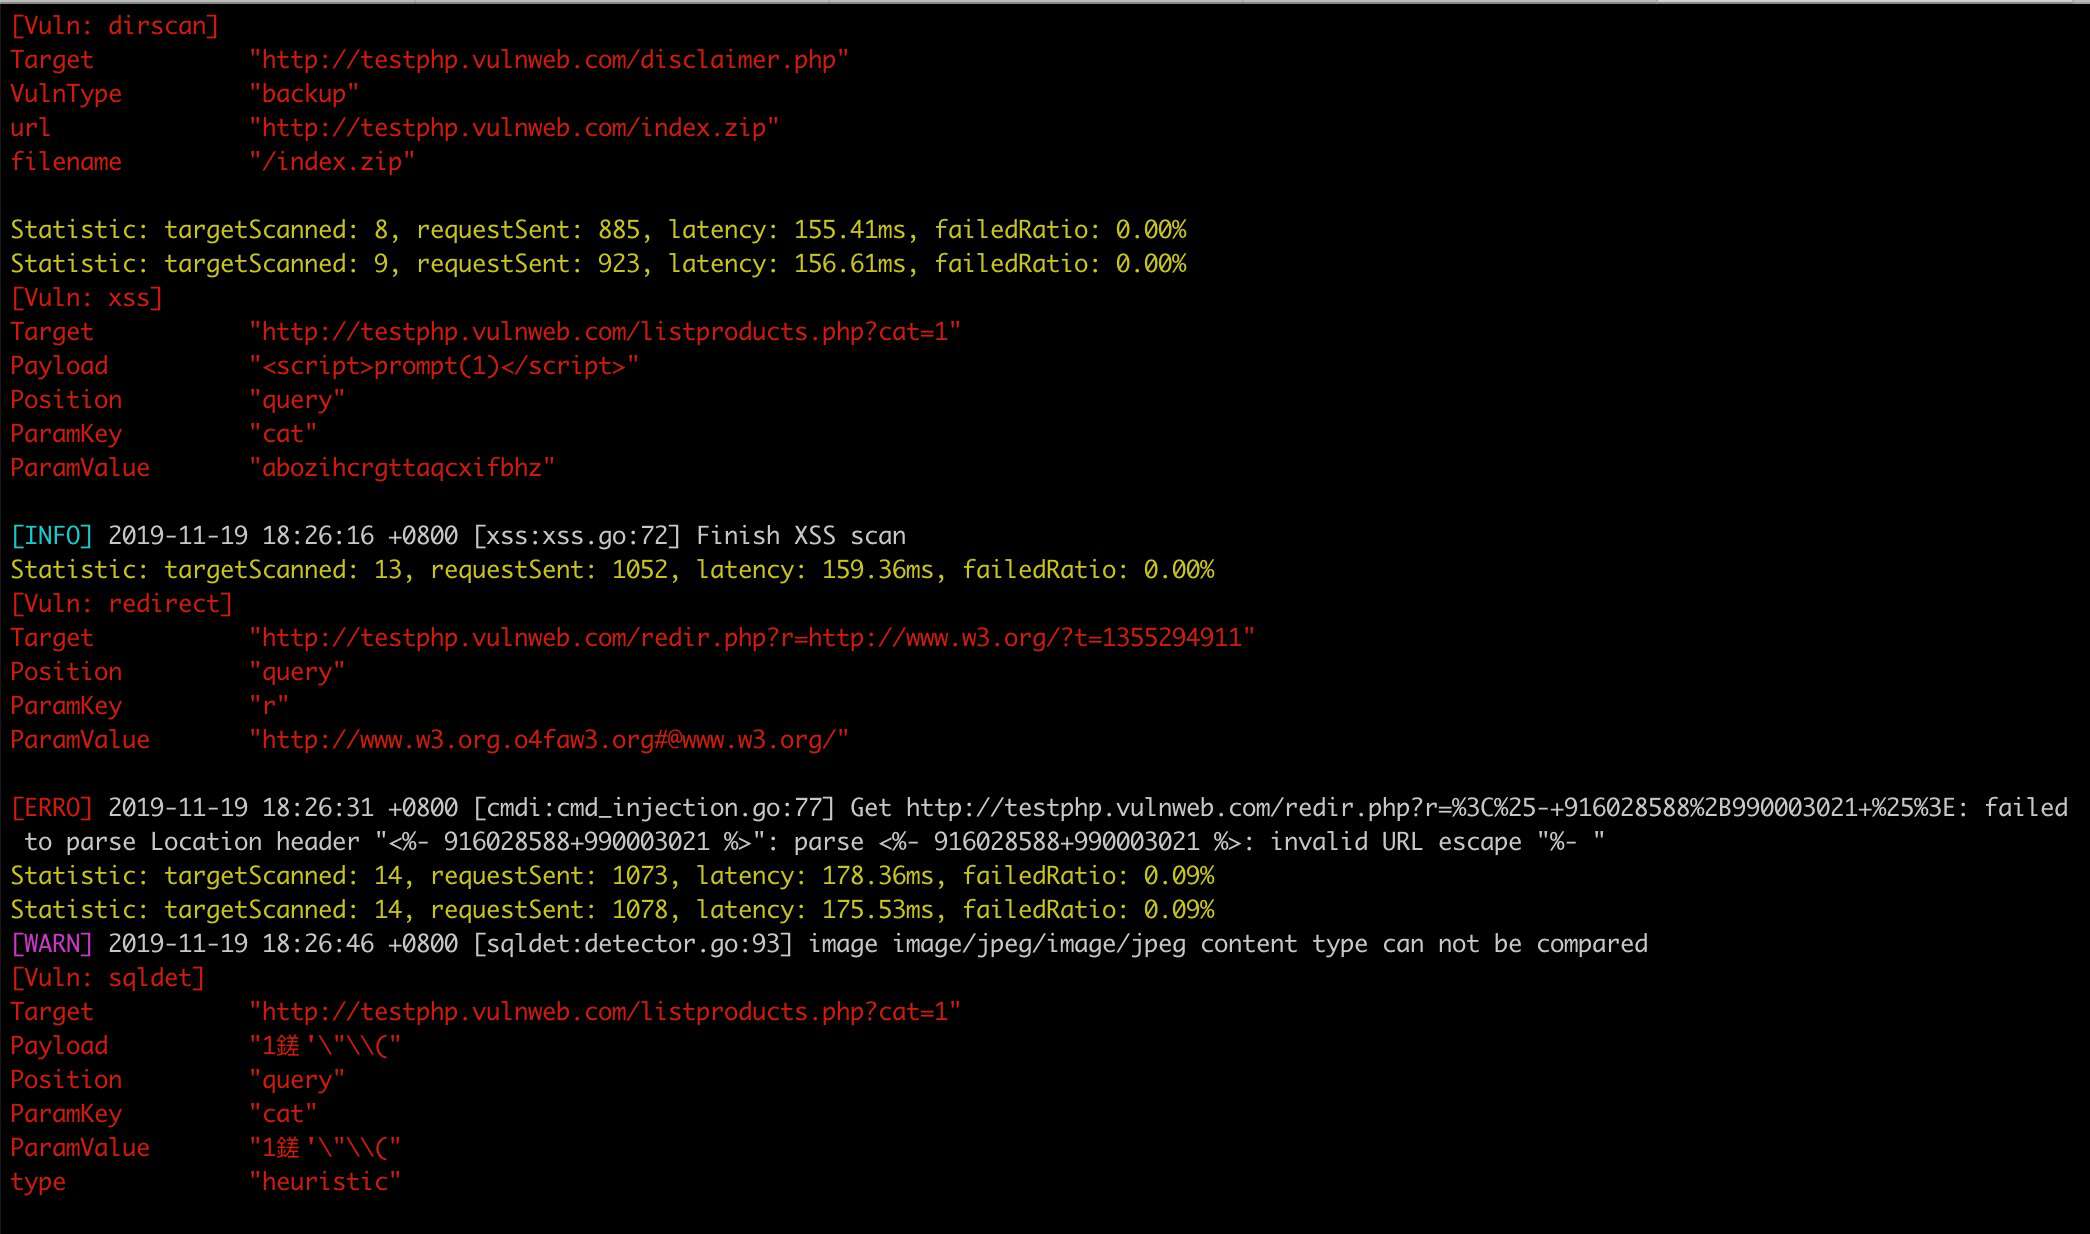 [Vuln: dirscan]
Target "http://testphp.vulnweb.com/disclaimer.php"
VulnType "backup"
url "http://testphp.vulnweb.com/index.zip"
filename "/index.zip"
Statistic: targetScanned: 8, requestSent: 885, latency: 155.41ms, failedRatio: 0.00%
Statistic: targetScanned: 9, requestSent: 923, latency: 156.61ms, failedRatio: 0.00%
[Vuln: xss]
Target "http://testphp.vulnweb.com/listproducts.php?cat=1"
Payload "<script>prompt(1)</script>"
Position "query"
ParamKey "cat"
ParamValue "abozihcrgttaqcxifbhz"
[INFO] 2019-11-19 18:26:16 +0800 [xss:xss.go:72] Finish XSS scan
Statistic: targetScanned: 13, requestSent: 1052, latency: 159.36ms, failedRatio: 0.00%
[Vuln: redirect]
Target "http://testphp.vulnweb.com/redir.php?r=http://www.w3.org/?t=1355294911"
Position "query"
ParamKey "r"
ParamValue "http://www.w3.org.o4faw3.org#@www.w3.org/"
[ERRO] 2019-11-19 18:26:31 +0800 [cmdi:cmd_injection.go:77] Get http://testphp.vulnweb.com/redir.php?r=%3C%25-+916028588%2B990003021+%25%3E: failed
to parse Location header "<%- 916028588+990003021 %>": parse <%- 916028588+990003021 %>: invalid URL escape "%- "
Statistic: targetScanned: 14, requestSent: 1073, latency: 178.36ms, failedRatio: 0.09%
Statistic: targetScanned: 14, requestSent: 1078, latency: 175.53ms, failedRatio: 0.09%
[WARN] 2019-11-19 18:26:46 +0800 [sqldet:detector.go:93] image image/jpeg/image/jpeg content type can not be compared
[Vuln: sqldet]
Target "http://testphp.vulnweb.com/listproducts.php?cat=1"
Payload "1鎈'\"\\("
Position "query"
ParamKey "cat"
ParamValue "1鎈'\"\\("
type "heuristic"